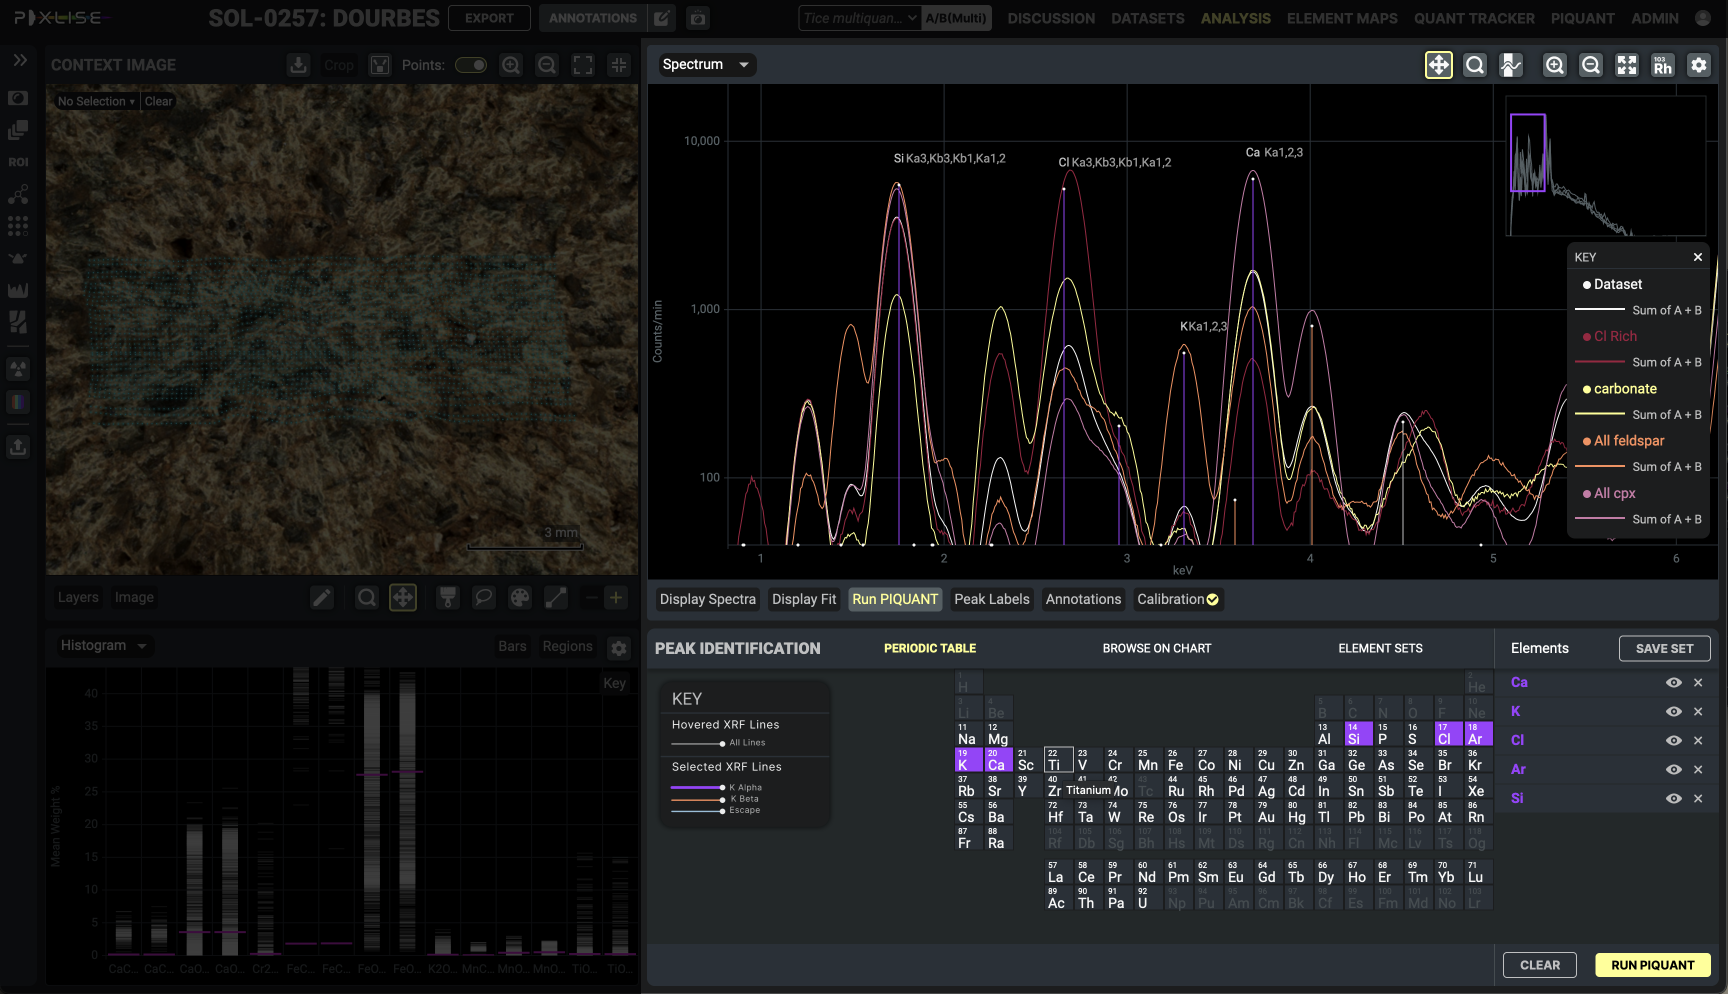 PIXLISE
SOL-0257: DOURBES
EXPORT
ANNOTATIONS
Tice multiquan...
A/B(Multi)
DISCUSSION
DATASETS
ANALYSIS
ELEMENT MAPS
QUANT TRACKER
PIQUANT
ADMIN
ROI
CONTEXT IMAGE
Crop
Points:
No Selection
Clear
3 mm
Layers
Image
Histogram
Bars
Regions
Key
Mean Weight %
40
35
20
15
10
5
0
CaC...
CaC...
CaO...
CaO...
Cr2...
FeC...
FeC...
FeO...
FeO...
K2O...
MnC...
MnO...
MnO...
TiO...
TiO...
Spectrum
103
Rh
Counts/min
10,000
1,000
100
1
2
3
4
5
6
keV
Si Ka3,Kb3,Kb1,Ka1,2
Cl Ka3,Kb3,Kb1,Ka1,2
Ca Ka1,2,3
K Ka1,2,3
KEY
Dataset
Sum of A + B
Cl Rich
Sum of A + B
carbonate
Sum of A + B
All feldspar
Sum of A + B
All cpx
Sum of A + B
Display Spectra
Display Fit
Run PIQUANT
Peak Labels
Annotations
Calibration
PEAK IDENTIFICATION
PERIODIC TABLE
BROWSE ON CHART
ELEMENT SETS
KEY
Hovered XRF Lines
All Lines
Selected XRF Lines
K Alpha
K Beta
Escape
1 2
H He
3 4 5 6 7 8 9 10
Li Be B C N O F Ne
11 12 13 14 15 16 17 18
Na Mg Al Si P S Cl Ar
19 20 21 22 23 24 25 26 27 28 29 30 31 32 33 34 35 36
K Ca Sc Ti V Cr Mn Fe Co Ni Cu Zn Ga Ge As Se Br Kr
37 38 39 40 41 42 43 44 45 46 47 48 49 50 51 52 53 54
Rb Sr Y Zr Titanium Mo Tc Ru Rh Pd Ag Cd In Sn Sb Te I Xe
55 56 72 73 74 75 76 77 78 79 80 81 82 83 84 85 86
Cs Ba Hf Ta W Re Os Ir Pt Au Hg Tl Pb Bi Po At Rn
87 88 104 105 106 107 108 109 110 111 112 113 114 115 116 117 118
Fr Ra Rf Db Sg Bh Hs Mt Ds Rg Cn Nh Fl Mc Lv Ts Og
57 58 59 60 61 62 63 64 65 66 67 68 69 70 71
La Ce Pr Nd Pm Sm Eu Gd Tb Dy Ho Er Tm Yb Lu
89 90 91 92 93 94 95 96 97 98 99 100 101 102 103
Ac Th Pa U Np Pu Am Cm Bk Cf Es Fm Md No Lr
Elements
SAVE SET
Ca
K
Cl
Ar
Si
CLEAR
RUN PIQUANT